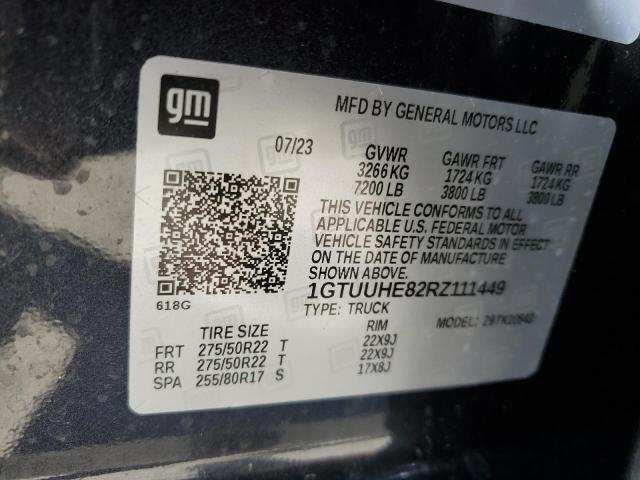 gm
MFD BY GENERAL MOTORS LLC
07/23
GVWR GAWR FRT GAWR RR
3266 KG 1724 KG 1724 KG
7200 LB 3800 LB 3800 LB
THIS VEHICLE CONFORMS TO ALL
APPLICABLE U.S. FEDERAL MOTOR
VEHICLE SAFETY STANDARDS IN EFFECT
ON THE DATE OF MANUFACTURE
SHOWN ABOVE.
618G
1GTUUHE82RZ111449
TYPE: TRUCK MODEL:
TIRE SIZE RIM
FRT 275/50R22 T 22X9J
RR 275/50R22 T 22X9J
SPA 255/80R17 S 17X8J